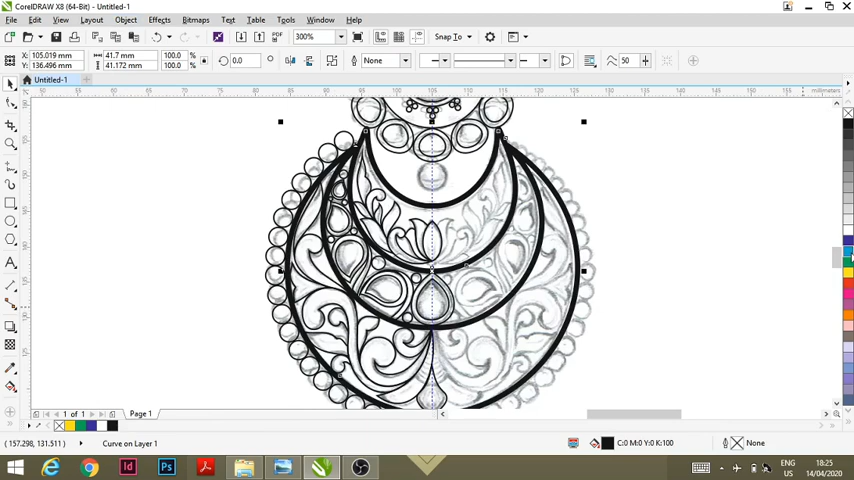 CorelDRAW X8 (64-Bit) - Untitled-1
File Edit View Layout Object Effects Bitmaps Text Table Tools Window Help
PDF 300% Snap To
X: 105.019 mm 41.7 mm 100.0 %
Y: 136.496 mm 41.172 mm 100.0 %
0.0 None 50
Untitled-1
millimeters
1 of 1 Page 1
(157.298, 131.511) Curve on Layer 1 C:0 M:0 Y:0 K:100 None
ENG 18:25
US 14/04/2020